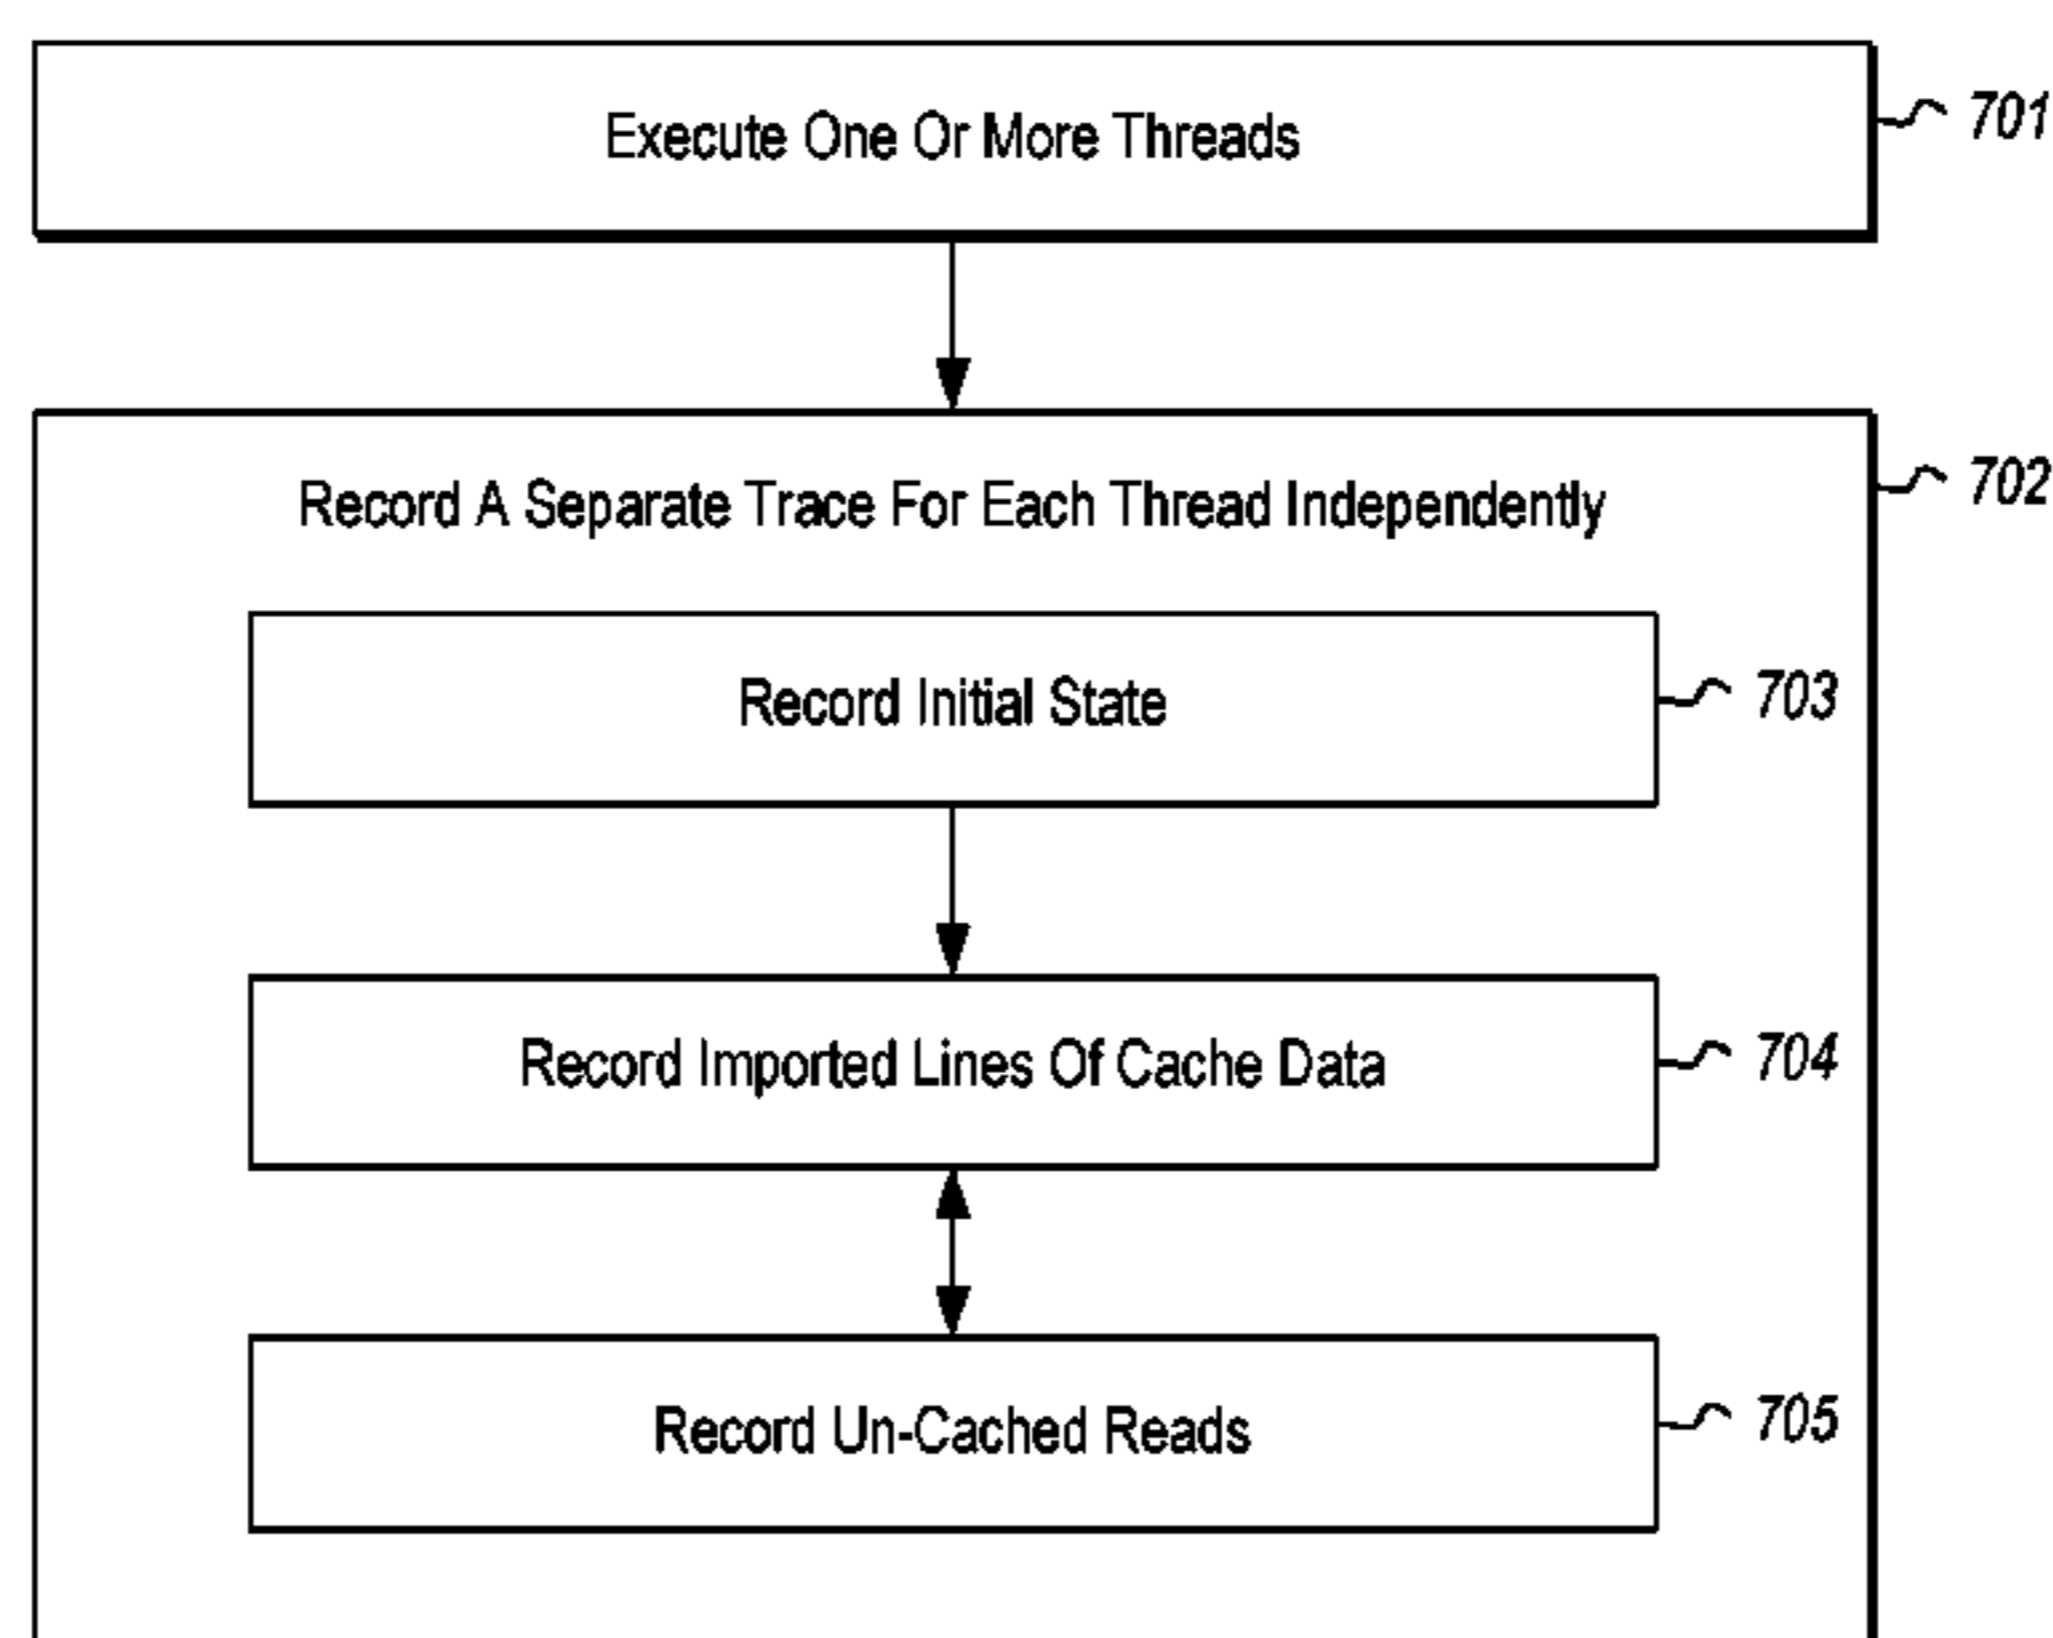 Execute One Or More Threads
701
Record A Separate Trace For Each Thread Independently
702
Record Initial State
703
Record Imported Lines Of Cache Data
704
Record Un-Cached Reads
705